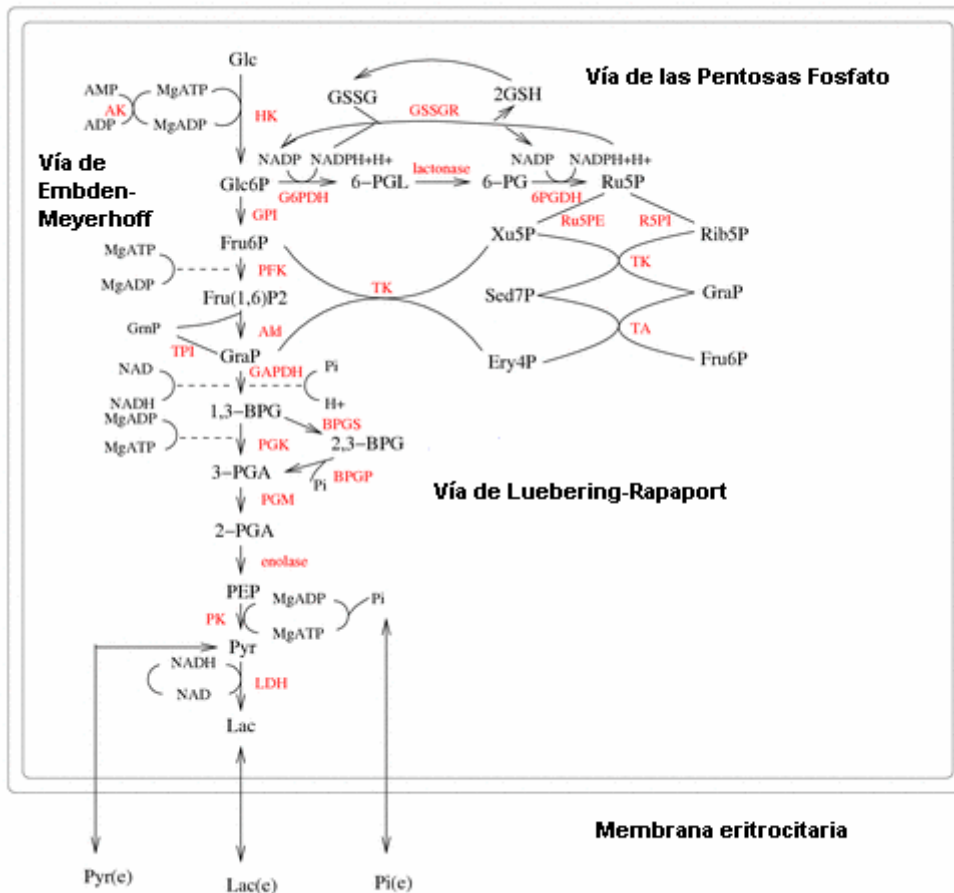 Glc
Vía de las Pentosas Fosfato
AMP MgATP
GSSG 2GSH
AK HK GSSGR
ADP MgADP
Vía de
Embden-
Meyerhoff
NADP NADPH+H+ lactonase NADP NADPH+H+
Glc6P 6-PGL 6-PG Ru5P
G6PDH 6PGDH
GPI Ru5PE R5PI
Fru6P Xu5P Rib5P
MgATP
PFK TK
MgADP TK
Fru(1,6)P2 Sed7P GraP
GrnP Ald TA
TPI GraP Ery4P Fru6P
NAD GAPDH Pi
NADH H+
MgADP 1,3-BPG BPGS
MgATP PGK 2,3-BPG
3-PGA Pi BPGP
PGM Vía de Luebering-Rapaport
2-PGA
enolase
PEP MgADP Pi
PK
MgATP
Pyr
NADH
LDH
NAD
Lac
Membrana eritrocitaria
Pyr(e) Lac(e) Pi(e)